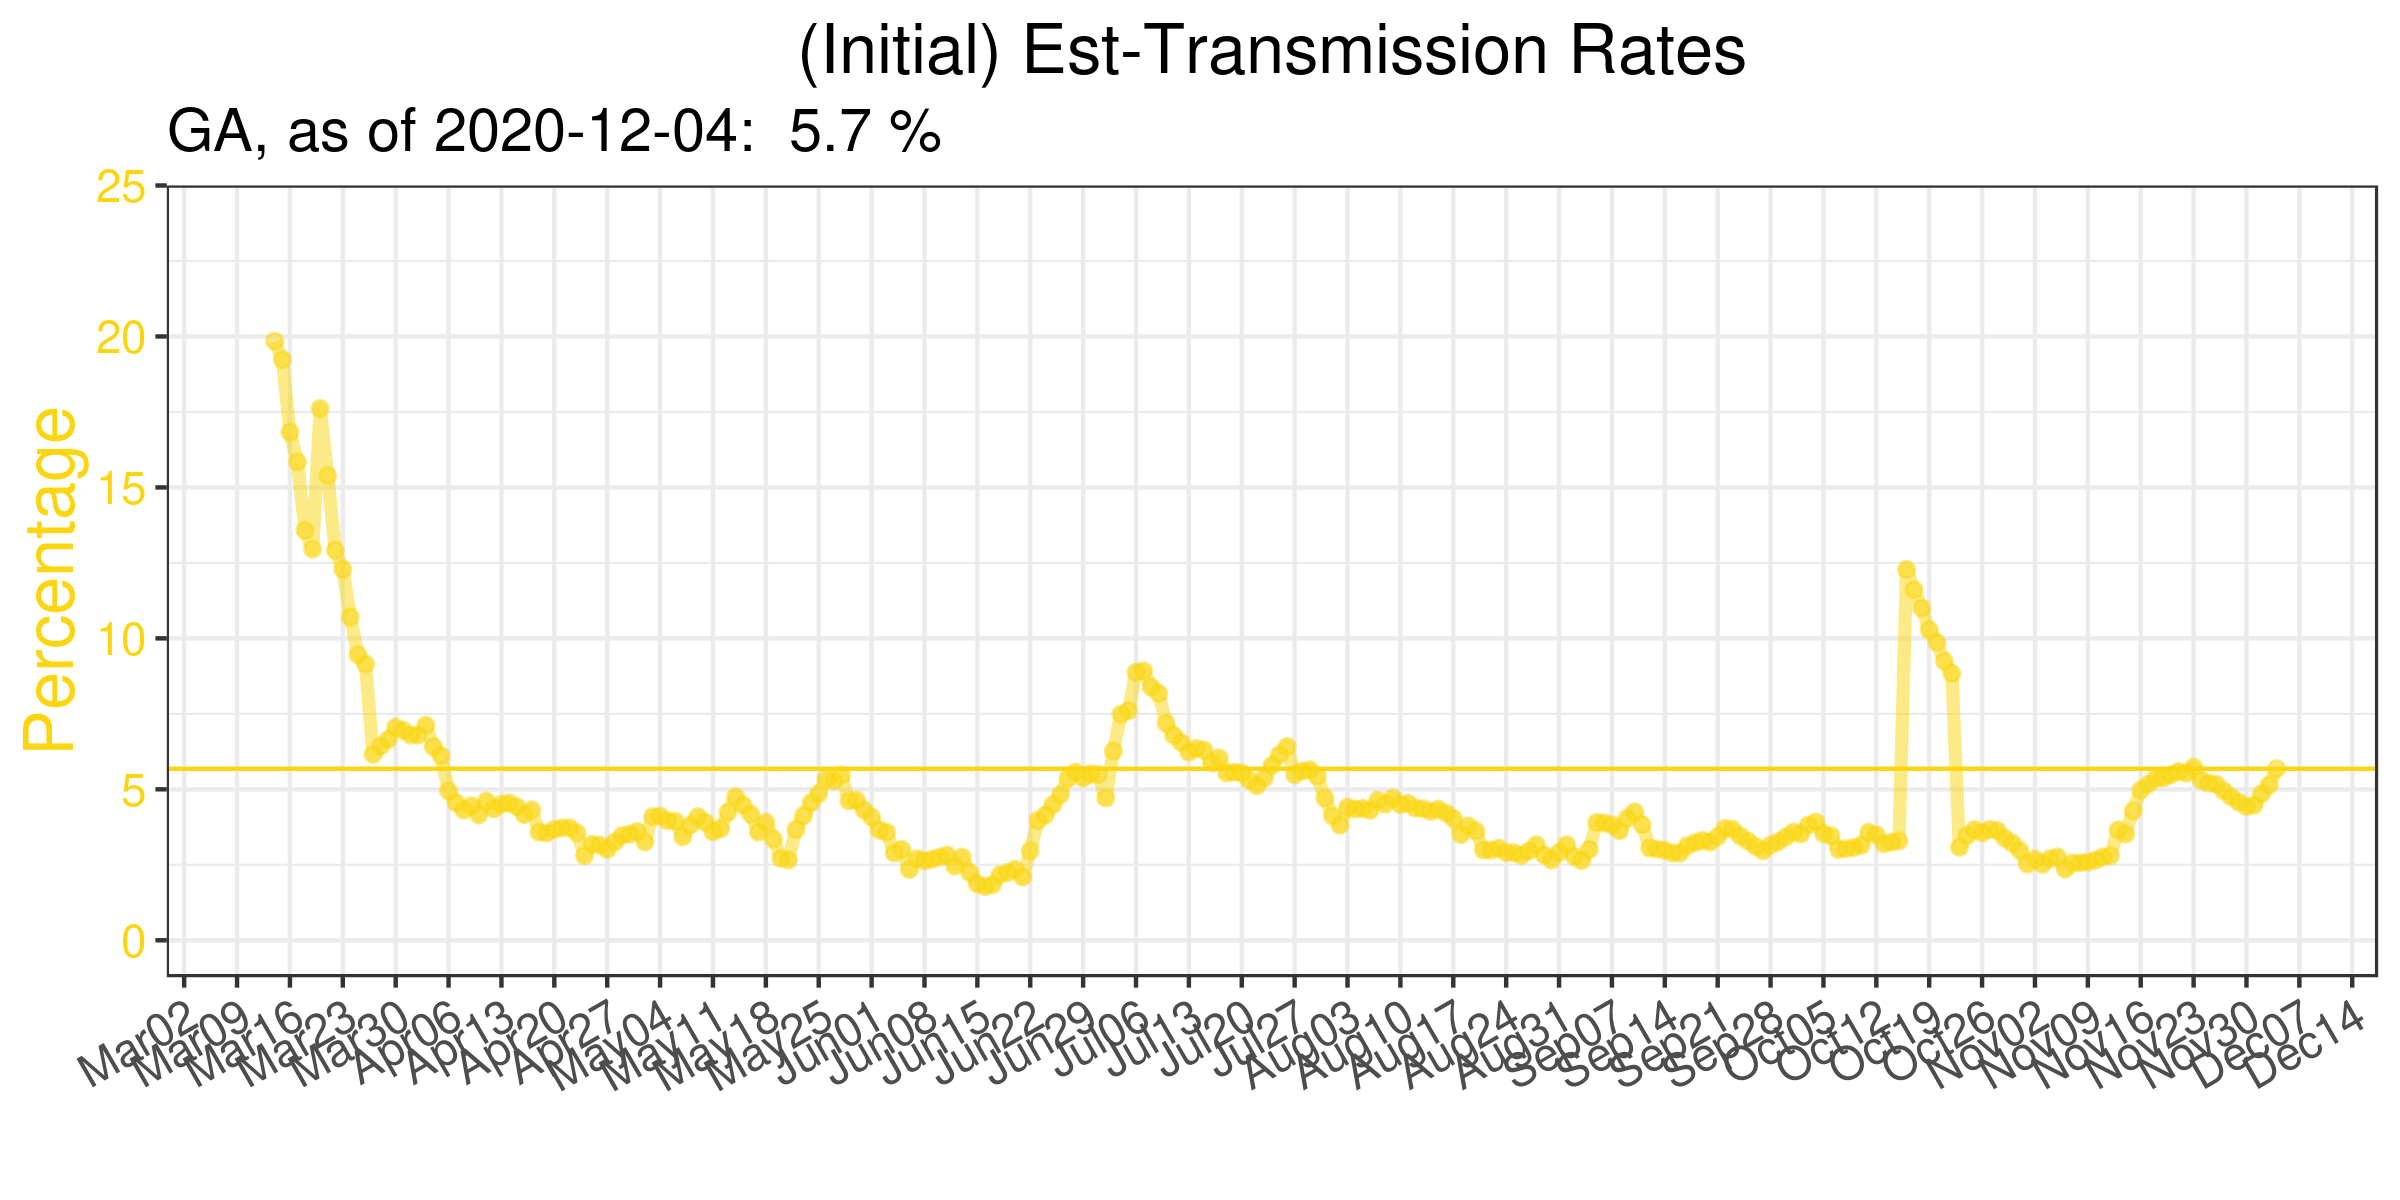 (Initial) Est-Transmission Rates
GA, as of 2020-12-04:  5.7 %
Percentage
25
20
15
10
5
0
Mar02
Mar09
Mar16
Mar23
Mar30
Apr06
Apr13
Apr20
Apr27
May04
May11
May18
May25
Jun01
Jun08
Jun15
Jun22
Jun29
Jul06
Jul13
Jul20
Jul27
Aug03
Aug10
Aug17
Aug24
Aug31
Sep07
Sep14
Sep21
Sep28
Oct05
Oct12
Oct19
Oct26
Nov02
Nov09
Nov16
Nov23
Nov30
Dec07
Dec14